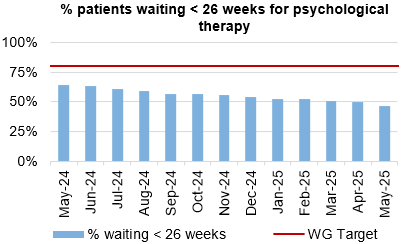 % patients waiting < 26 weeks for psychological
therapy
100%
75%
50%
25%
0%
May-24
Jun-24
Jul-24
Aug-24
Sep-24
Oct-24
Nov-24
Dec-24
Jan-25
Feb-25
Mar-25
Apr-25
May-25
% waiting < 26 weeks
WG Target